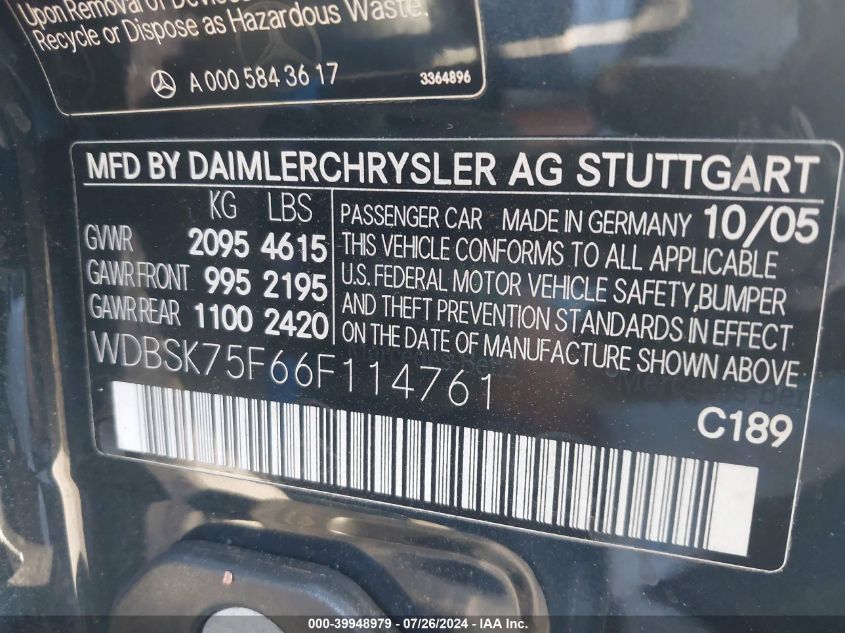 Upon Removal of Devices
Recycle or Dispose as Hazardous Waste.
A 000 584 36 17
3364896
MFD BY DAIMLERCHRYSLER AG STUTTGART
KG LBS
GVWR 2095 4615
GAWR FRONT 995 2195
GAWR REAR 1100 2420
PASSENGER CAR MADE IN GERMANY 10/05
THIS VEHICLE CONFORMS TO ALL APPLICABLE
U.S. FEDERAL MOTOR VEHICLE SAFETY,BUMPER
AND THEFT PREVENTION STANDARDS IN EFFECT
ON THE DATE OF MANUFACTURE SHOWN ABOVE
WDBSK75F66F114761
Mercedes-Benz
C189
000-39948979 / 07/26/2024 - IAA Inc.